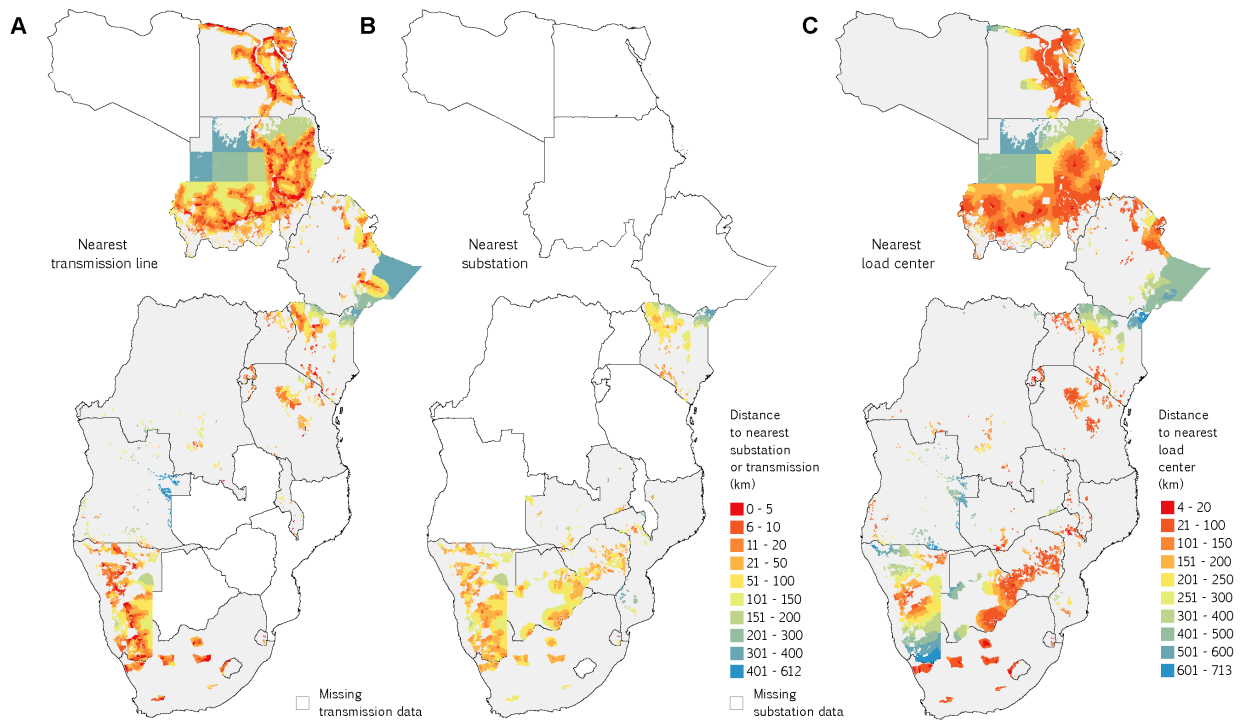 A
B
C
Nearest
transmission line
Nearest
substation
Nearest
load center
Distance
to nearest
substation
or transmission
(km)
0 - 5
6 - 10
11 - 20
21 - 50
51 - 100
101 - 150
151 - 200
201 - 300
301 - 400
401 - 612
Distance
to nearest
load
center
(km)
4 - 20
21 - 100
101 - 150
151 - 200
201 - 250
251 - 300
301 - 400
401 - 500
501 - 600
601 - 713
Missing
transmission data
Missing
substation data